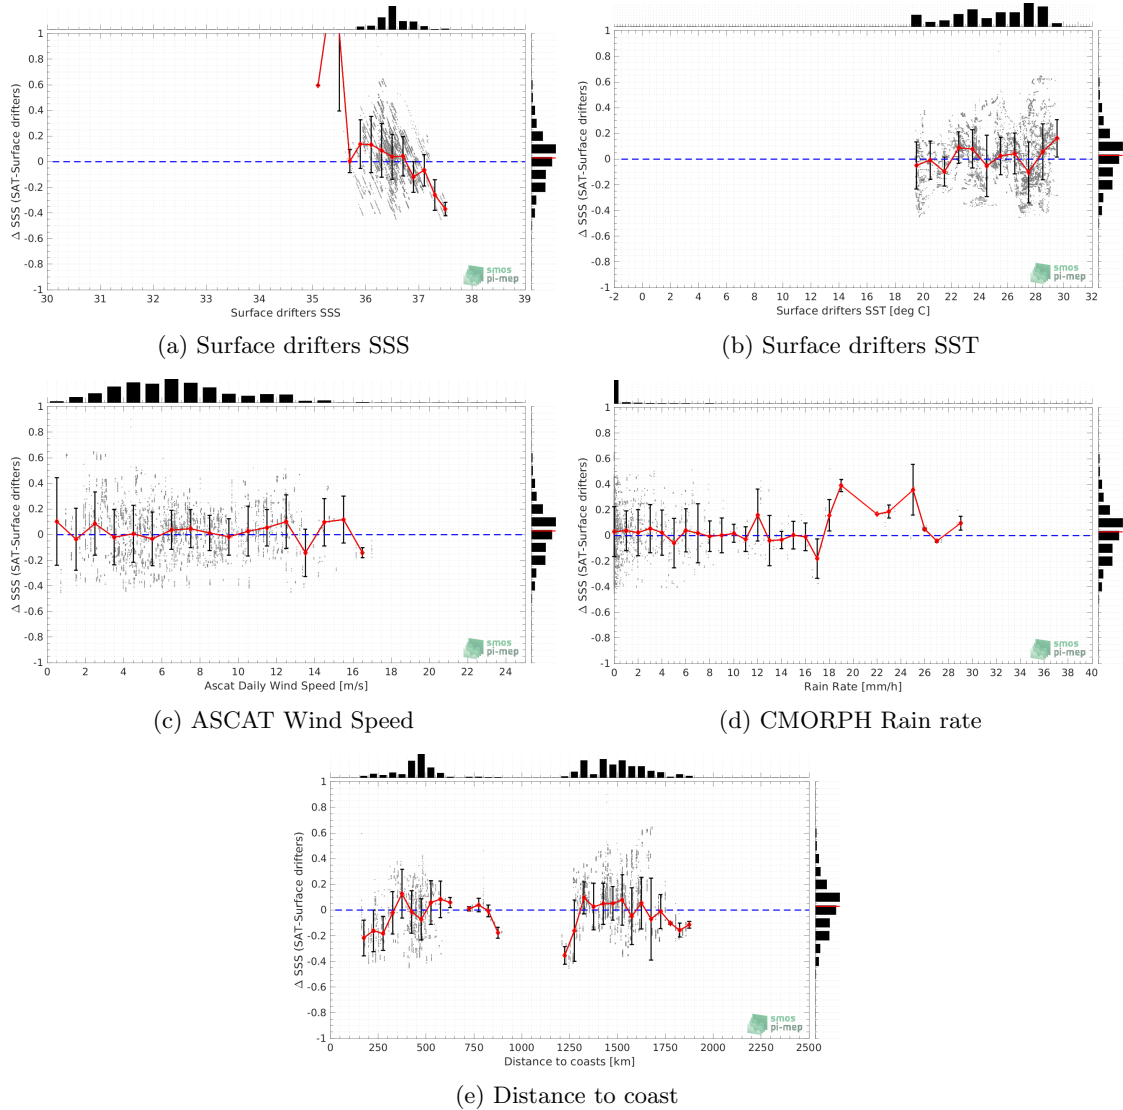 1
0.8
0.6
0.4
0.2
0
-0.2
-0.4
-0.6
-0.8
-1
Δ SSS (SAT-Surface drifters)
30 31 32 33 34 35 36 37 38 39
Surface drifters SSS
smos
pi-mep
(a) Surface drifters SSS
1
0.8
0.6
0.4
0.2
0
-0.2
-0.4
-0.6
-0.8
-1
Δ SSS (SAT-Surface drifters)
-2 0 2 4 6 8 10 12 14 16 18 20 22 24 26 28 30 32
Surface drifters SST [deg C]
smos
pi-mep
(b) Surface drifters SST
1
0.8
0.6
0.4
0.2
0
-0.2
-0.4
-0.6
-0.8
-1
Δ SSS (SAT-Surface drifters)
0 2 4 6 8 10 12 14 16 18 20 22 24
Ascat Daily Wind Speed [m/s]
smos
pi-mep
(c) ASCAT Wind Speed
1
0.8
0.6
0.4
0.2
0
-0.2
-0.4
-0.6
-0.8
-1
Δ SSS (SAT-Surface drifters)
0 2 4 6 8 10 12 14 16 18 20 22 24 26 28 30 32 34 36 38 40
Rain Rate [mm/h]
smos
pi-mep
(d) CMORPH Rain rate
1
0.8
0.6
0.4
0.2
0
-0.2
-0.4
-0.6
-0.8
-1
Δ SSS (SAT-Surface drifters)
0 250 500 750 1000 1250 1500 1750 2000 2250 2500
Distance to coasts [km]
smos
pi-mep
(e) Distance to coast